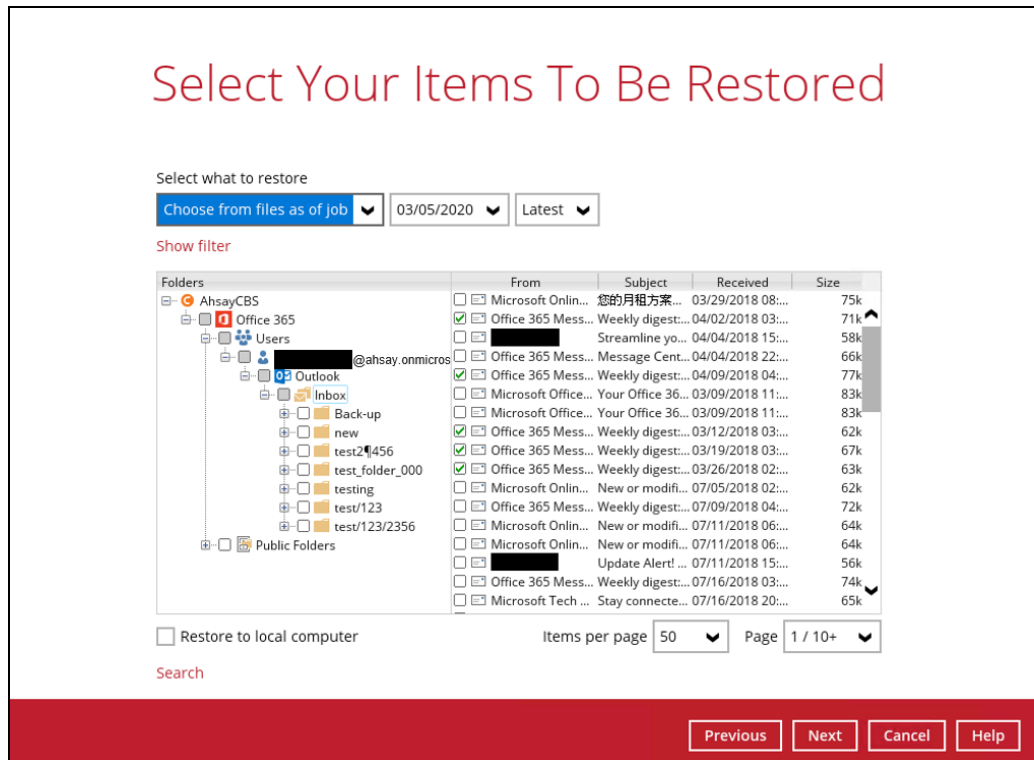 Select Your Items To Be Restored
Select what to restore
Choose from files as of job 03/05/2020 Latest
Show filter
Folders From Subject Received Size
AhsayCBS
Office 365
Users
@ahsay.onmicros
Outlook
Inbox
Back-up
new
test2¶456
test_folder_000
testing
test/123
test/123/2356
Public Folders
Microsoft Onlin... 您的月租方案... 03/29/2018 08:... 75k
Office 365 Mess... Weekly digest:... 04/02/2018 03:... 71k
Streamline yo... 04/04/2018 15:... 58k
Office 365 Mess... Message Cent... 04/04/2018 22:... 66k
Office 365 Mess... Weekly digest:... 04/09/2018 04:... 77k
Microsoft Office... Your Office 36... 03/09/2018 11:... 83k
Microsoft Office... Your Office 36... 03/09/2018 11:... 83k
Office 365 Mess... Weekly digest:... 03/12/2018 03:... 62k
Office 365 Mess... Weekly digest:... 03/19/2018 03:... 67k
Office 365 Mess... Weekly digest:... 03/26/2018 02:... 63k
Microsoft Onlin... New or modifi... 07/05/2018 02:... 62k
Office 365 Mess... Weekly digest:... 07/09/2018 04:... 72k
Microsoft Onlin... New or modifi... 07/11/2018 06:... 64k
Microsoft Onlin... New or modifi... 07/11/2018 06:... 64k
Update Alert! ... 07/11/2018 15:... 56k
Office 365 Mess... Weekly digest:... 07/16/2018 03:... 74k
Microsoft Tech ... Stay connecte... 07/16/2018 20:... 65k
Restore to local computer Items per page 50 Page 1 / 10+
Search
Previous Next Cancel Help